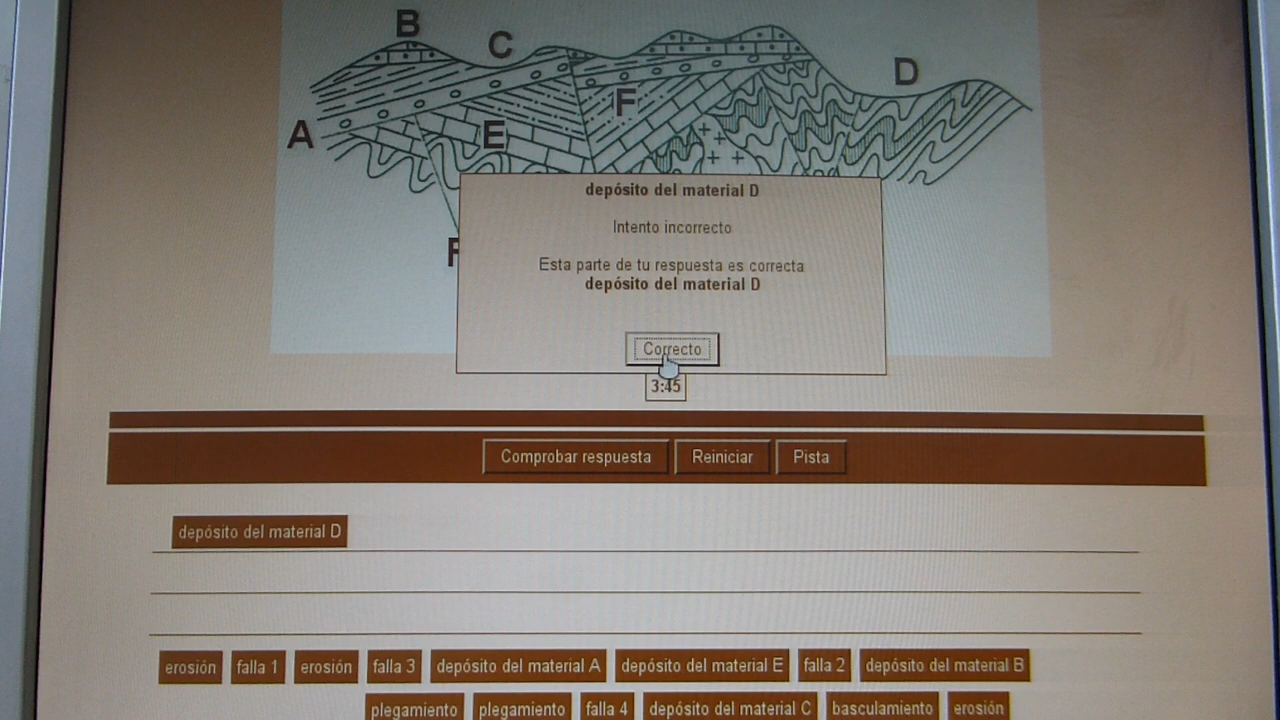 B
C
D
A
E
F
F
depósito del material D
Intento incorrecto
Esta parte de tu respuesta es correcta
depósito del material D
Correcto
3:45
Comprobar respuesta Reiniciar Pista
depósito del material D
erosión falla 1 erosión falla 3 depósito del material A depósito del material E falla 2 depósito del material B
plegamiento plegamiento falla 4 depósito del material C basculamiento erosión